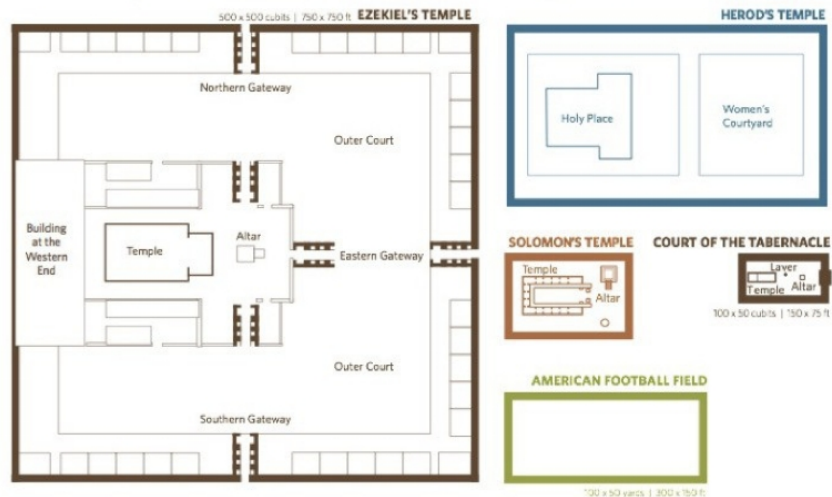 500 x 500 cubits | 750 x 750 ft EZEKIEL'S TEMPLE
Northern Gateway
Outer Court
Building
at the
Western
End
Temple
Altar
Eastern Gateway
Outer Court
Southern Gateway
HEROD'S TEMPLE
Holy Place
Women's
Courtyard
SOLOMON'S TEMPLE
Temple
Altar
COURT OF THE TABERNACLE
Laver
Temple Altar
100 x 50 cubits | 150 x 75 ft
AMERICAN FOOTBALL FIELD
100 x 50 yards | 300 x 150 ft